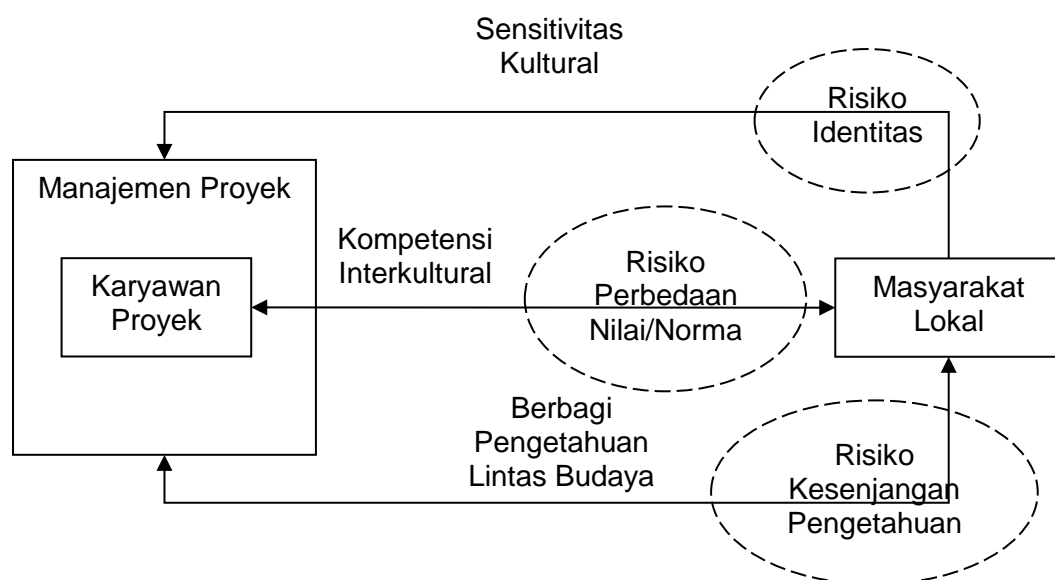 Sensitivitas
Kultural
Risiko
Identitas
Manajemen Proyek
Kompetensi
Interkultural
Karyawan
Proyek
Risiko
Perbedaan
Nilai/Norma
Masyarakat
Lokal
Berbagi
Pengetahuan
Lintas Budaya
Risiko
Kesenjangan
Pengetahuan